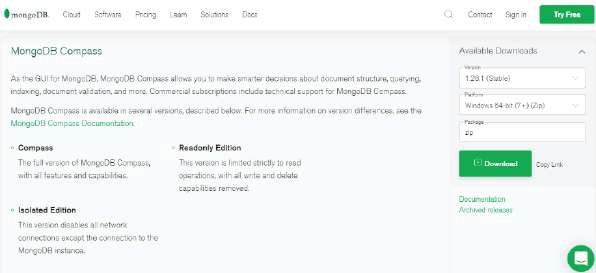 mongoDB.
Cloud Software Pricing Learn Solutions Docs
Contact Sign In Try Free
MongoDB Compass
As the GUI for MongoDB, MongoDB Compass allows you to make smarter decisions about document structure, querying,
indexing, document validation, and more. Commercial subscriptions include technical support for MongoDB Compass.
MongoDB Compass is available in several versions, described below. For more information on version differences, see the
MongoDB Compass Documentation.
Compass
The full version of MongoDB Compass,
with all features and capabilities.
Readonly Edition
This version is limited strictly to read
operations, with all write and delete
capabilities removed.
Isolated Edition
This version disables all network
connections except the connection to the
MongoDB instance.
Available Downloads
Version
1.28.1 (Stable)
Platform
Windows 64-bit (7+) (Zip)
Package
zip
Download
Copy Link
Documentation
Archived releases